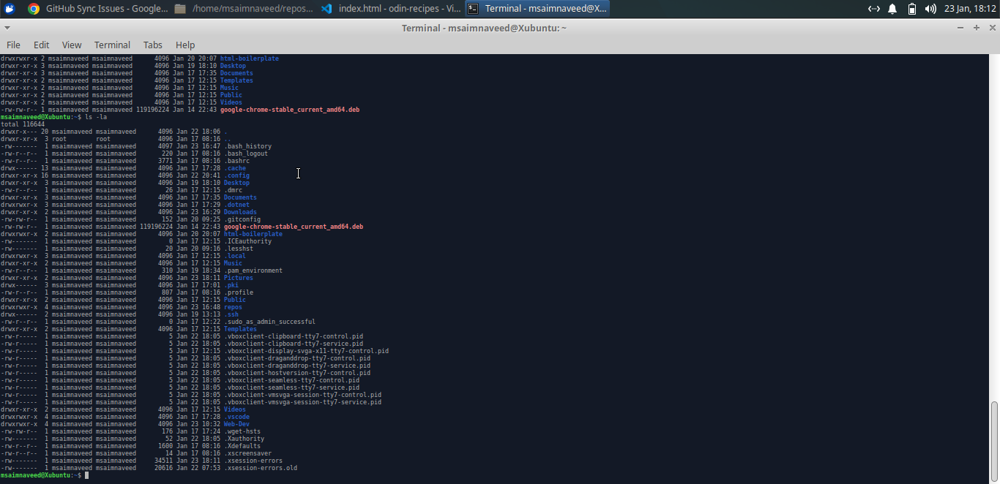 GitHub Sync Issues - Google... /home/msaimnaveed/repos... index.html - odin-recipes - Vi... Terminal - msaimnaveed@X... 23 Jan, 18:12
Terminal - msaimnaveed@Xubuntu: ~
File Edit View Terminal Tabs Help
drwxrwxr-x 2 msaimnaveed msaimnaveed 4096 Jan 20 20:07 html-boilerplate
drwxr-xr-x 3 msaimnaveed msaimnaveed 4096 Jan 19 18:10 Desktop
drwxr-xr-x 3 msaimnaveed msaimnaveed 4096 Jan 17 17:35 Documents
drwxr-xr-x 2 msaimnaveed msaimnaveed 4096 Jan 17 12:15 Templates
drwxr-xr-x 2 msaimnaveed msaimnaveed 4096 Jan 17 12:15 Music
drwxr-xr-x 2 msaimnaveed msaimnaveed 4096 Jan 17 12:15 Public
drwxr-xr-x 2 msaimnaveed msaimnaveed 4096 Jan 17 12:15 Videos
-rw-rw-r-- 1 msaimnaveed msaimnaveed 119196224 Jan 14 22:43 google-chrome-stable_current_amd64.deb
msaimnaveed@Xubuntu:~$ ls -la
total 116644
drwxr-x--- 20 msaimnaveed msaimnaveed 4096 Jan 22 18:06 .
drwxr-xr-x 3 root root 4096 Jan 17 08:16 ..
-rw------- 1 msaimnaveed msaimnaveed 4097 Jan 23 16:47 .bash_history
-rw-r--r-- 1 msaimnaveed msaimnaveed 220 Jan 17 08:16 .bash_logout
-rw-r--r-- 1 msaimnaveed msaimnaveed 3771 Jan 17 08:16 .bashrc
drwx------ 13 msaimnaveed msaimnaveed 4096 Jan 17 17:28 .cache
drwxr-xr-x 16 msaimnaveed msaimnaveed 4096 Jan 22 20:41 .config
drwxr-xr-x 3 msaimnaveed msaimnaveed 4096 Jan 19 18:10 Desktop
-rw-r--r-- 1 msaimnaveed msaimnaveed 26 Jan 17 12:15 .dmrc
drwxr-xr-x 3 msaimnaveed msaimnaveed 4096 Jan 17 17:35 Documents
drwxrwxr-x 3 msaimnaveed msaimnaveed 4096 Jan 17 17:29 .dotnet
drwxr-xr-x 2 msaimnaveed msaimnaveed 4096 Jan 23 16:29 Downloads
-rw-rw-r-- 1 msaimnaveed msaimnaveed 152 Jan 20 09:25 .gitconfig
-rw-rw-r-- 1 msaimnaveed msaimnaveed 119196224 Jan 14 22:43 google-chrome-stable_current_amd64.deb
drwxrwxr-x 2 msaimnaveed msaimnaveed 4096 Jan 20 20:07 html-boilerplate
-rw------- 1 msaimnaveed msaimnaveed 0 Jan 17 12:15 .ICEauthority
-rw------- 1 msaimnaveed msaimnaveed 20 Jan 20 09:16 .lesshst
drwxrwxr-x 3 msaimnaveed msaimnaveed 4096 Jan 17 12:15 .local
drwxr-xr-x 2 msaimnaveed msaimnaveed 4096 Jan 17 12:15 Music
-rw-rw-r-- 1 msaimnaveed msaimnaveed 310 Jan 19 18:34 .pam_environment
drwxr-xr-x 2 msaimnaveed msaimnaveed 4096 Jan 23 18:11 Pictures
drwx------ 3 msaimnaveed msaimnaveed 4096 Jan 17 17:01 .pki
-rw-r--r-- 1 msaimnaveed msaimnaveed 807 Jan 17 08:16 .profile
drwxr-xr-x 2 msaimnaveed msaimnaveed 4096 Jan 17 12:15 Public
drwxrwxr-x 4 msaimnaveed msaimnaveed 4096 Jan 23 16:48 repos
drwx------ 2 msaimnaveed msaimnaveed 4096 Jan 19 13:13 .ssh
-rw-r--r-- 1 msaimnaveed msaimnaveed 0 Jan 17 12:22 .sudo_as_admin_successful
drwxr-xr-x 2 msaimnaveed msaimnaveed 4096 Jan 17 12:15 Templates
-rw-r----- 1 msaimnaveed msaimnaveed 5 Jan 22 18:05 .vboxclient-clipboard-tty7-control.pid
-rw-r----- 1 msaimnaveed msaimnaveed 5 Jan 22 18:05 .vboxclient-clipboard-tty7-service.pid
-rw-r----- 1 msaimnaveed msaimnaveed 5 Jan 17 12:15 .vboxclient-display-svga-x11-tty7-control.pid
-rw-r----- 1 msaimnaveed msaimnaveed 5 Jan 22 18:05 .vboxclient-draganddrop-tty7-control.pid
-rw-r----- 1 msaimnaveed msaimnaveed 5 Jan 22 18:05 .vboxclient-draganddrop-tty7-service.pid
-rw-r----- 1 msaimnaveed msaimnaveed 5 Jan 22 18:05 .vboxclient-hostversion-tty7-control.pid
-rw-r----- 1 msaimnaveed msaimnaveed 5 Jan 22 18:05 .vboxclient-seamless-tty7-control.pid
-rw-r----- 1 msaimnaveed msaimnaveed 5 Jan 22 18:05 .vboxclient-seamless-tty7-service.pid
-rw-r----- 1 msaimnaveed msaimnaveed 5 Jan 22 18:05 .vboxclient-vmsvga-session-tty7-control.pid
-rw-r----- 1 msaimnaveed msaimnaveed 5 Jan 22 18:05 .vboxclient-vmsvga-session-tty7-service.pid
drwxr-xr-x 2 msaimnaveed msaimnaveed 4096 Jan 17 12:15 Videos
drwxrwxr-x 4 msaimnaveed msaimnaveed 4096 Jan 17 17:28 .vscode
drwxrwxr-x 4 msaimnaveed msaimnaveed 4096 Jan 23 10:32 Web-Dev
-rw-rw-r-- 1 msaimnaveed msaimnaveed 176 Jan 17 17:24 .wget-hsts
-rw------- 1 msaimnaveed msaimnaveed 52 Jan 22 18:05 .Xauthority
-rw-r--r-- 1 msaimnaveed msaimnaveed 1600 Jan 17 08:16 .Xdefaults
-rw-r--r-- 1 msaimnaveed msaimnaveed 14 Jan 17 08:16 .xscreensaver
-rw------- 1 msaimnaveed msaimnaveed 34511 Jan 23 18:11 .xsession-errors
-rw------- 1 msaimnaveed msaimnaveed 20616 Jan 22 07:53 .xsession-errors.old
msaimnaveed@Xubuntu:~$